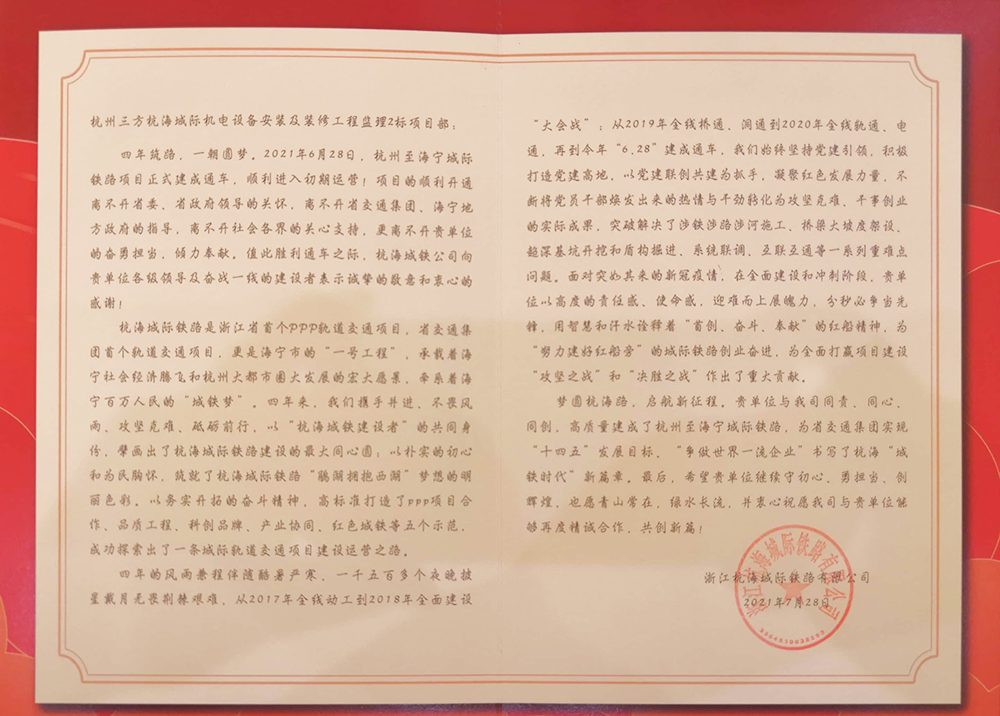 杭州三方杭海城际机电设备安装及装修工程监理2标项目部：
四年筑路，一朝圆梦。2021年6月28日，杭州至海宁城际
铁路项目正式建成通车，顺利进入初期运营！项目的顺利开通
离不开省委、省政府领导的关怀，离不开省交通集团、海宁地
方政府的指导，离不开社会各界的关心支持，更离不开贵单位
的奋勇担当，倾力奉献。值此胜利通车之际，杭海城铁公司向
贵单位各级领导及奋战一线的建设者表示诚挚的敬意和衷心的
感谢！
杭海城际铁路是浙江省首个PPP轨道交通项目，省交通集
团首个轨道交通项目，更是海宁市的“一号工程”，承载着海
宁社会经济腾飞和杭州大都市圈大发展的宏大愿景，牵系着海
宁百万人民的“城铁梦”。四年来，我们携手并进、不畏风
雨、攻坚克难、砥砺前行，以“杭海城铁建设者”的共同身
份，擘画出了杭海城际铁路建设的最大同心圆；以朴实的初心
和为民胸怀，筑就了杭海城际铁路“鹃湖拥抱西湖”梦想的明
丽色彩。以务实开拓的奋斗精神，高标准打造了ppp项目合
作、品质工程、科创品牌、产业协同、红色城铁等五个示范，
成功探索出了一条城际轨道交通项目建设运营之路。
四年的风雨兼程伴随酷暑严寒，一千五百多个夜晚披
星戴月无畏荆棘艰难，从2017年全线动工到2018年全面建设
“大会战”；从2019年全线桥通、洞通到2020年全线轨通、电
通，再到今年“6.28”建成通车，我们始终坚持党建引领，积极
打造党建高地，以党建联创共建为抓手，凝聚红色发展力量，不
断将党员干部焕发出来的热情与干劲转化为攻坚克难、干事创业
的实际成果，突破解决了涉铁涉路涉河施工、桥梁大坡度架设、
超深基坑开挖和盾构掘进、系统联调、互联互通等一系列重难点
问题。面对突如其来的新冠疫情，在全面建设和冲刺阶段，贵单
位以高度的责任感、使命感，迎难而上展魄力，分秒必争当先
锋，用智慧和汗水诠释着“首创、奋斗、奉献”的红船精神，为
“努力建好红船旁”的城际铁路创业奋进，为全面打赢项目建设
“攻坚之战”和“决胜之战”作出了重大贡献。
梦圆杭海路，启航新征程。贵单位与我司同责、同心、
同创，高质量建成了杭州至海宁城际铁路，为省交通集团实现
“十四五”发展目标、“争做世界一流企业”书写了杭海“城
铁时代”新篇章。最后，希望贵单位继续守初心、勇担当、创
辉煌，也愿青山常在，绿水长流，并衷心祝愿我司与贵单位能
够再度精诚合作，共创新篇！
浙江杭海城际铁路有限公司
2021年7月28日
浙江杭海城际铁路有限公司